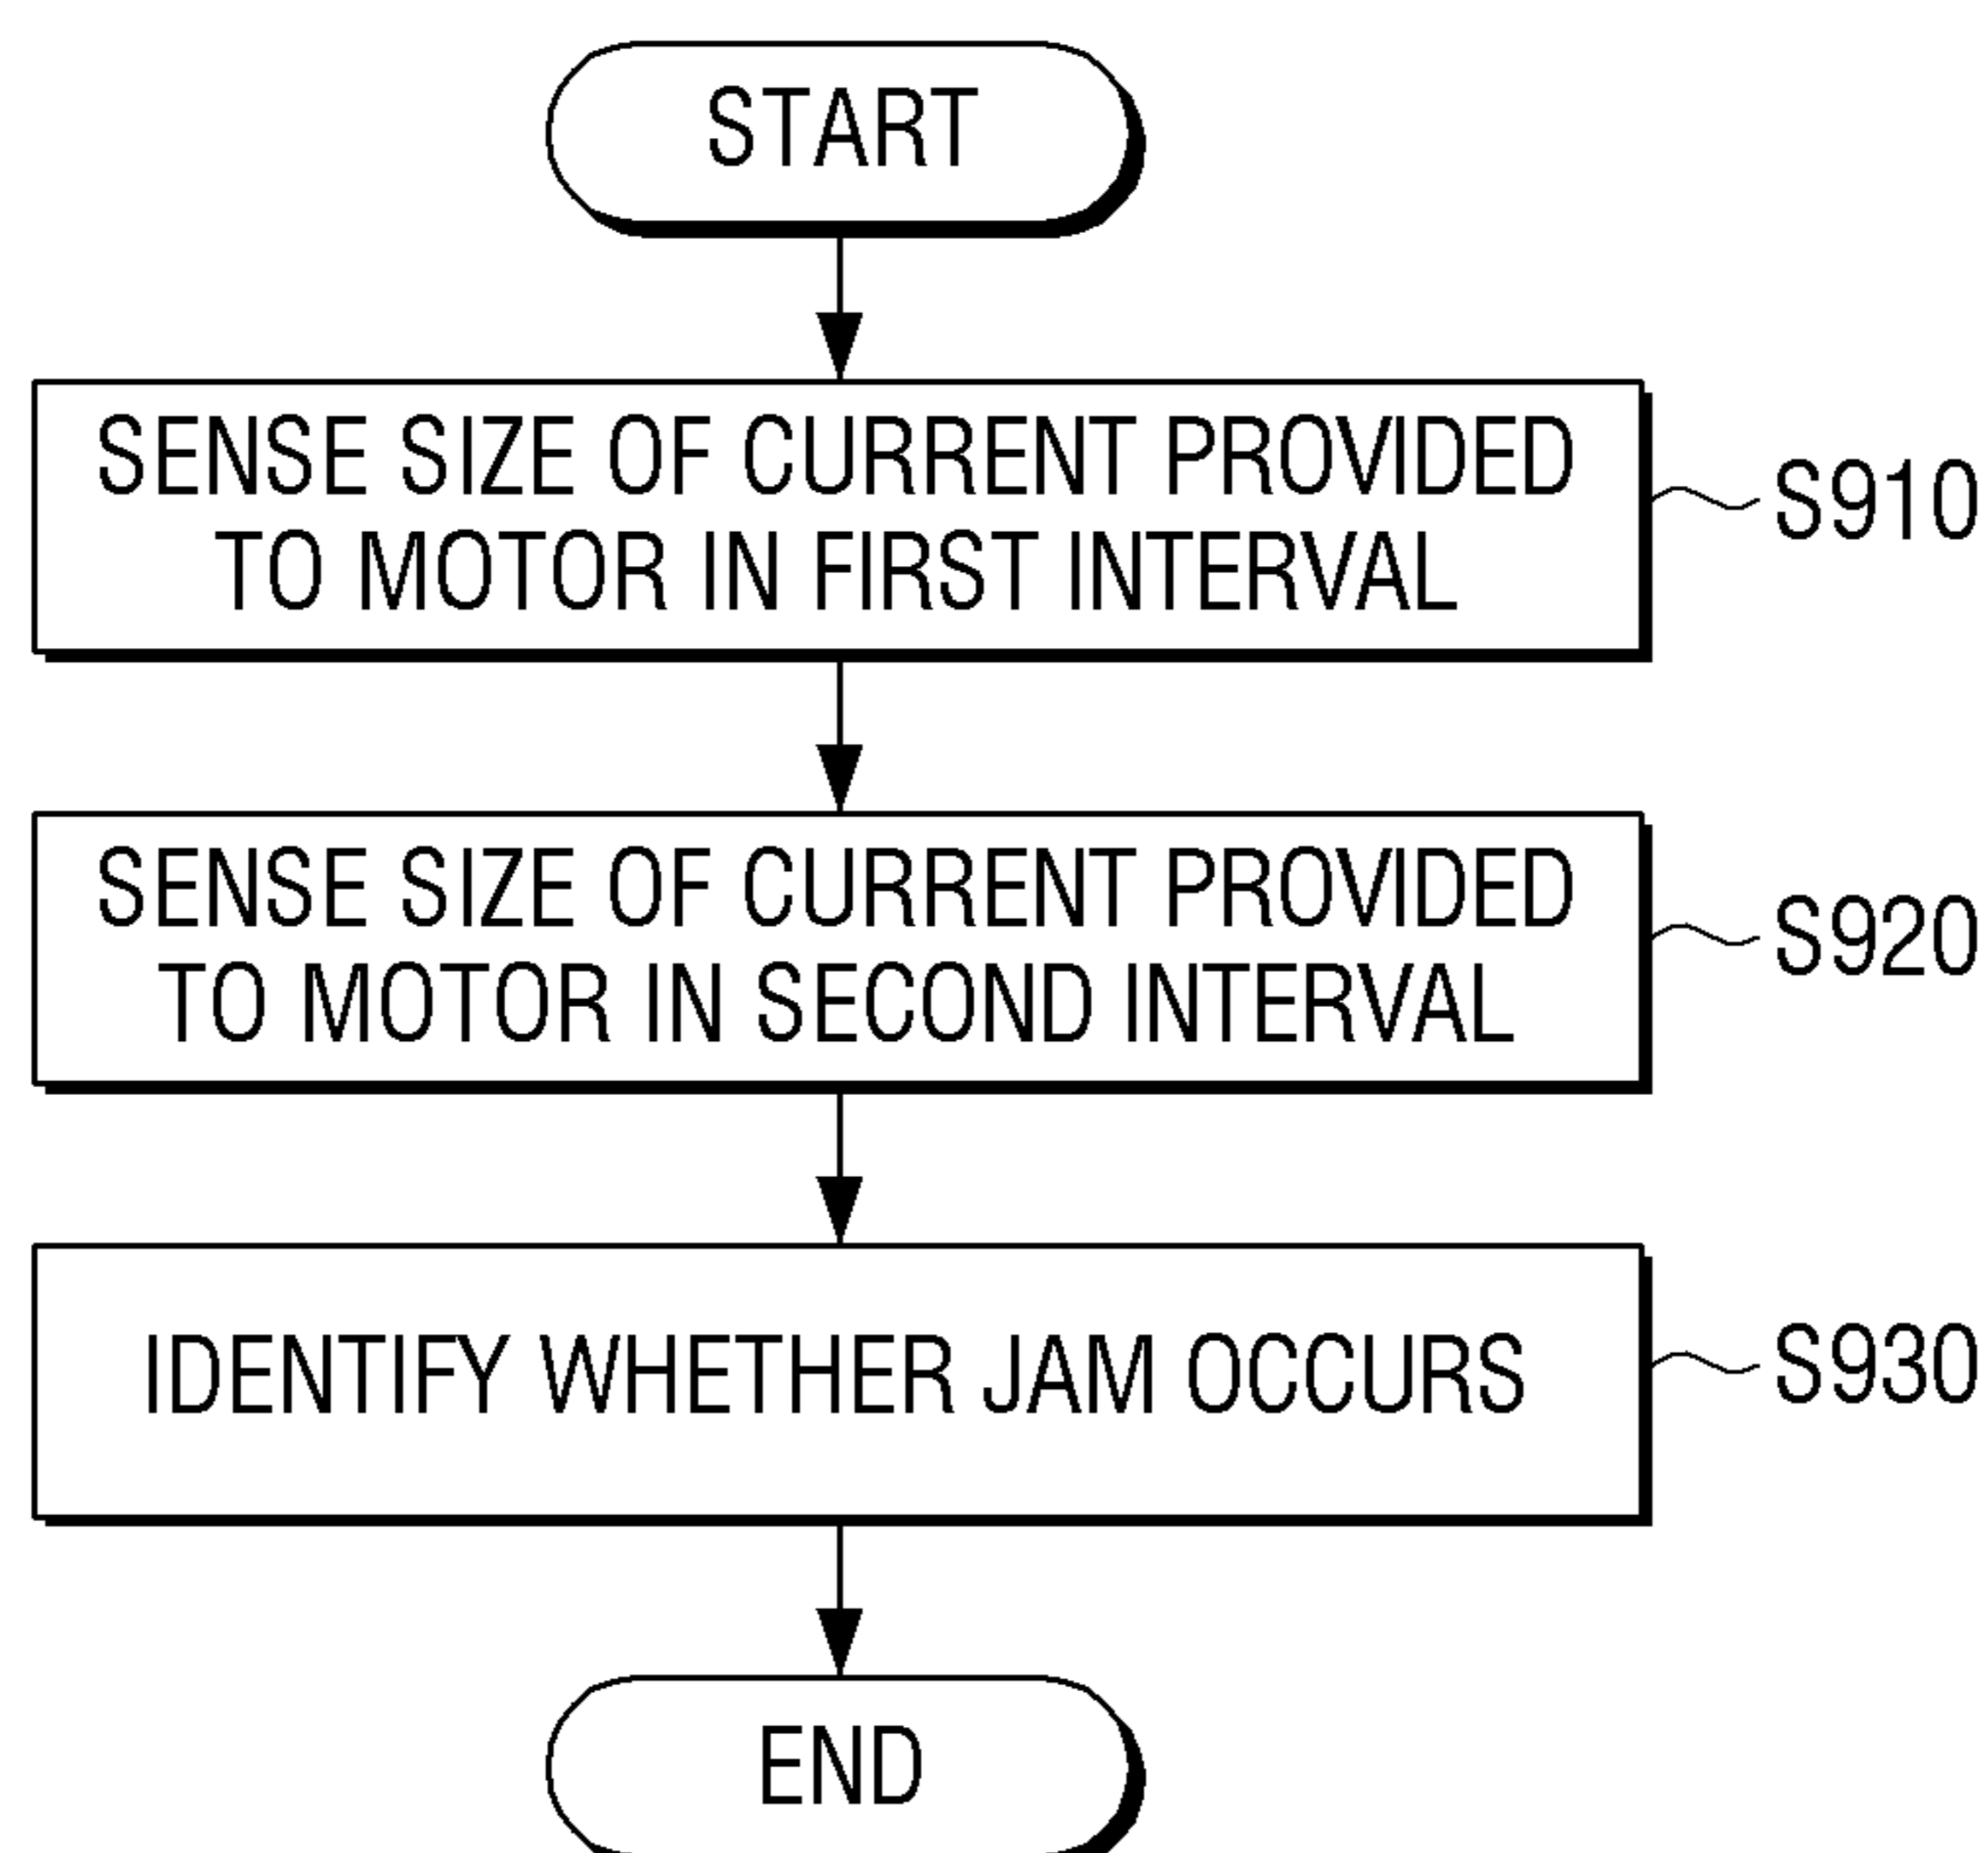 START
SENSE SIZE OF CURRENT PROVIDED
TO MOTOR IN FIRST INTERVAL
S910
SENSE SIZE OF CURRENT PROVIDED
TO MOTOR IN SECOND INTERVAL
S920
IDENTIFY WHETHER JAM OCCURS
S930
END